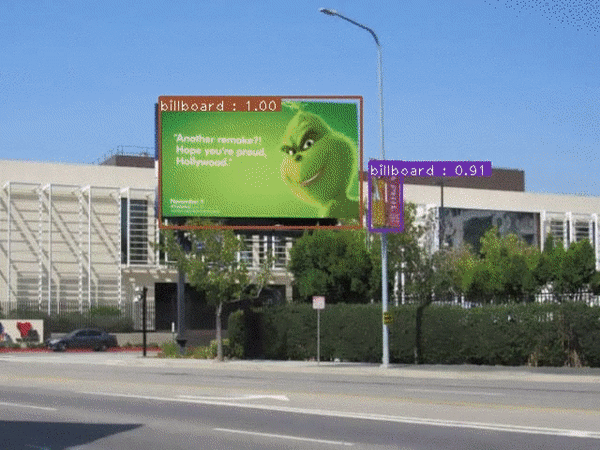 billboard : 1.00
"Another remake?!
Hope you're proud,
Hollywood."
November 9
billboard : 0.91